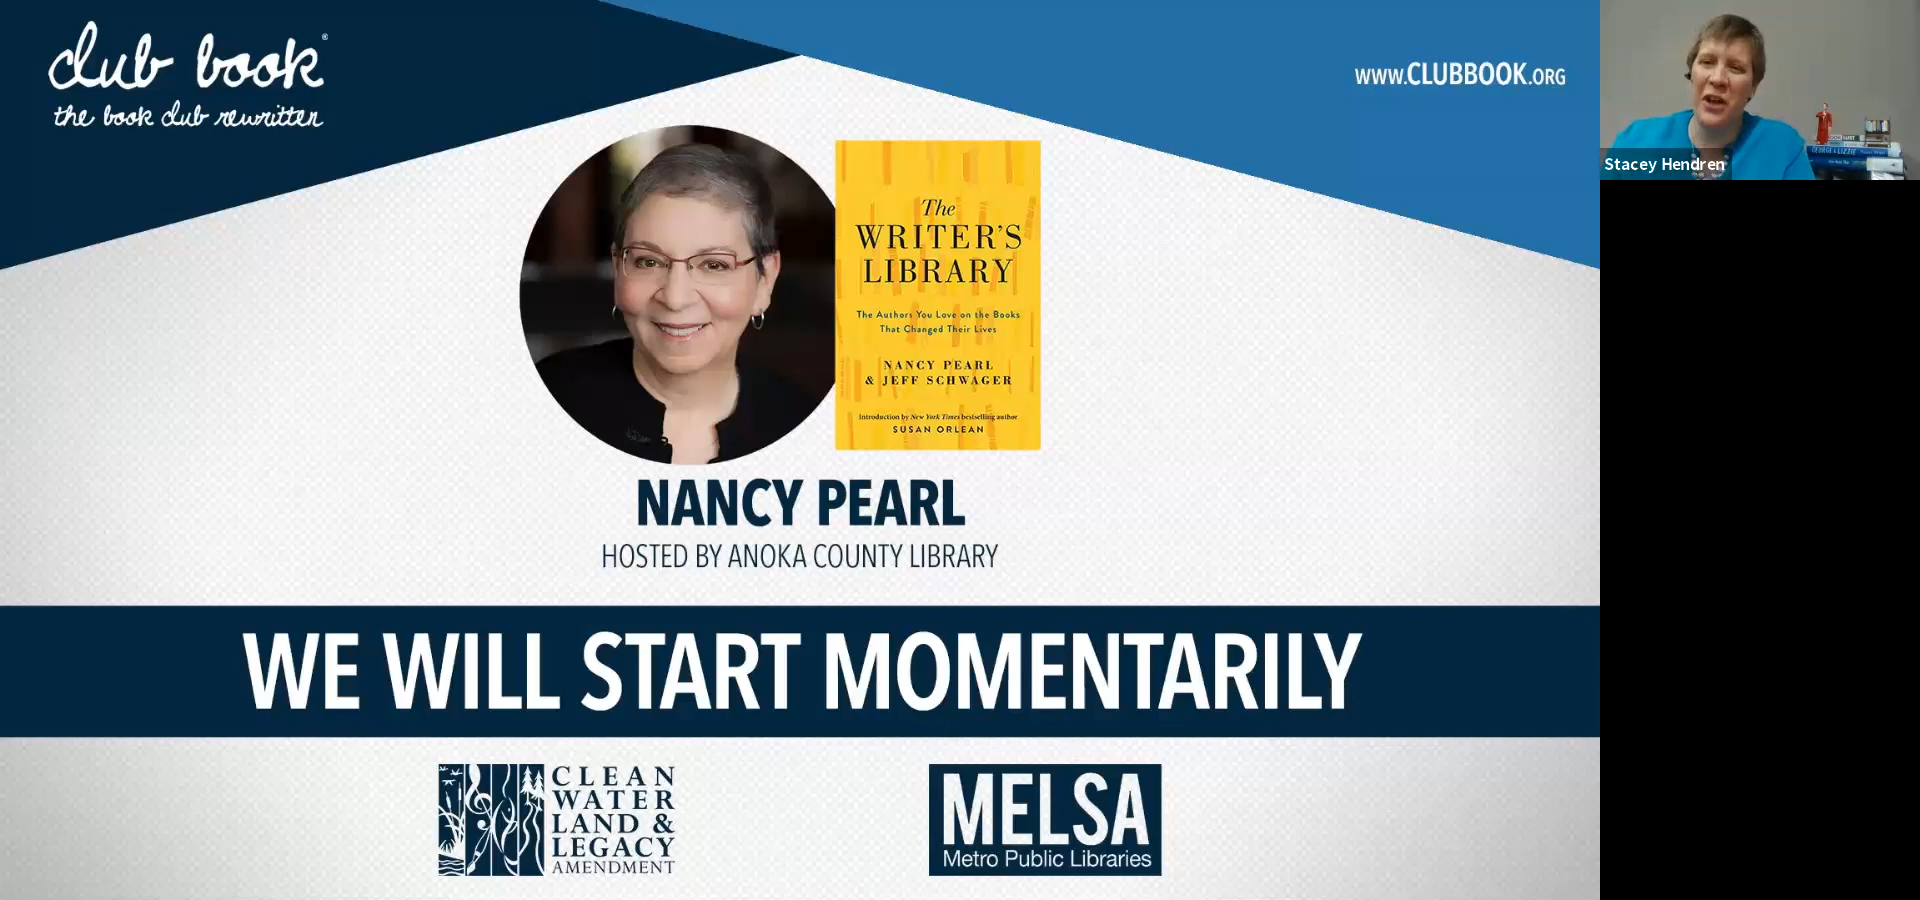 club book®
the book club rewritten
WWW.CLUBBOOK.ORG
The
WRITER'S
LIBRARY
The Authors You Love on the Books
That Changed Their Lives
NANCY PEARL
& JEFF SCHWAGER
Introduction by New York Times bestselling author
SUSAN ORLEAN
NANCY PEARL
HOSTED BY ANOKA COUNTY LIBRARY
WE WILL START MOMENTARILY
CLEAN
WATER
LAND &
LEGACY
AMENDMENT
MELSA
Metro Public Libraries
GEORGE & LIZZIE
Stacey Hendren